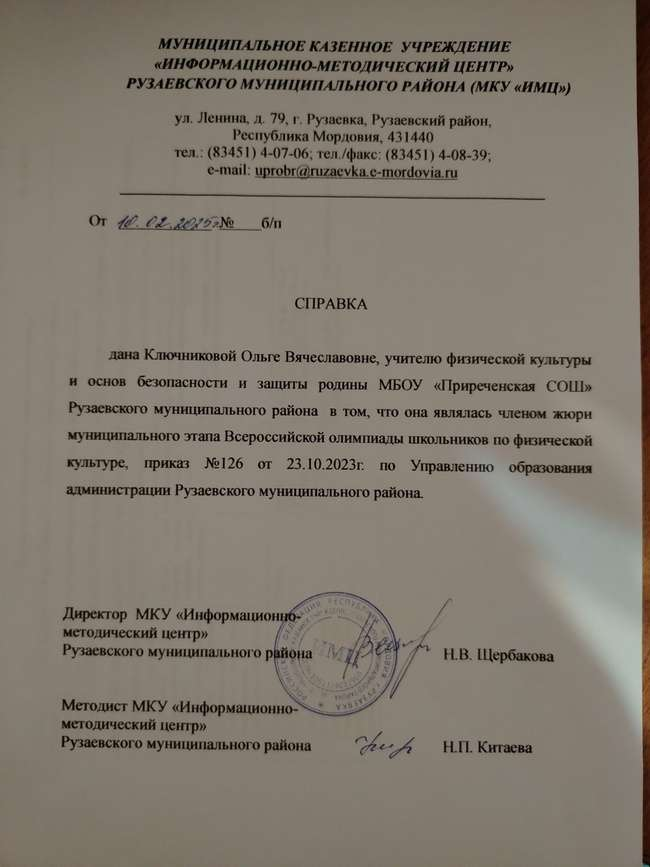 МУНИЦИПАЛЬНОЕ КАЗЕННОЕ УЧРЕЖДЕНИЕ
«ИНФОРМАЦИОННО-МЕТОДИЧЕСКИЙ ЦЕНТР»
РУЗАЕВСКОГО МУНИЦИПАЛЬНОГО РАЙОНА (МКУ «ИМЦ»)
ул. Ленина, д. 79, г. Рузаевка, Рузаевский район,
Республика Мордовия, 431440
тел.: (83451) 4-07-06; тел./факс: (83451) 4-08-39;
e-mail: uprobr@ruzaevka.e-mordovia.ru
От 10.02.2025г № б/п
СПРАВКА
дана Ключниковой Ольге Вячеславовне, учителю физической культуры
и основ безопасности и защиты родины МБОУ «Приреченская СОШ»
Рузаевского муниципального района в том, что она являлась членом жюри
муниципального этапа Всероссийской олимпиады школьников по физической
культуре, приказ №126 от 23.10.2023г. по Управлению образования
администрации Рузаевского муниципального района.
Директор МКУ «Информационно-
методический центр»
Рузаевского муниципального района Н.В. Щербакова
ИМЦ
Методист МКУ «Информационно-
методический центр»
Рузаевского муниципального района Н.П. Китаева